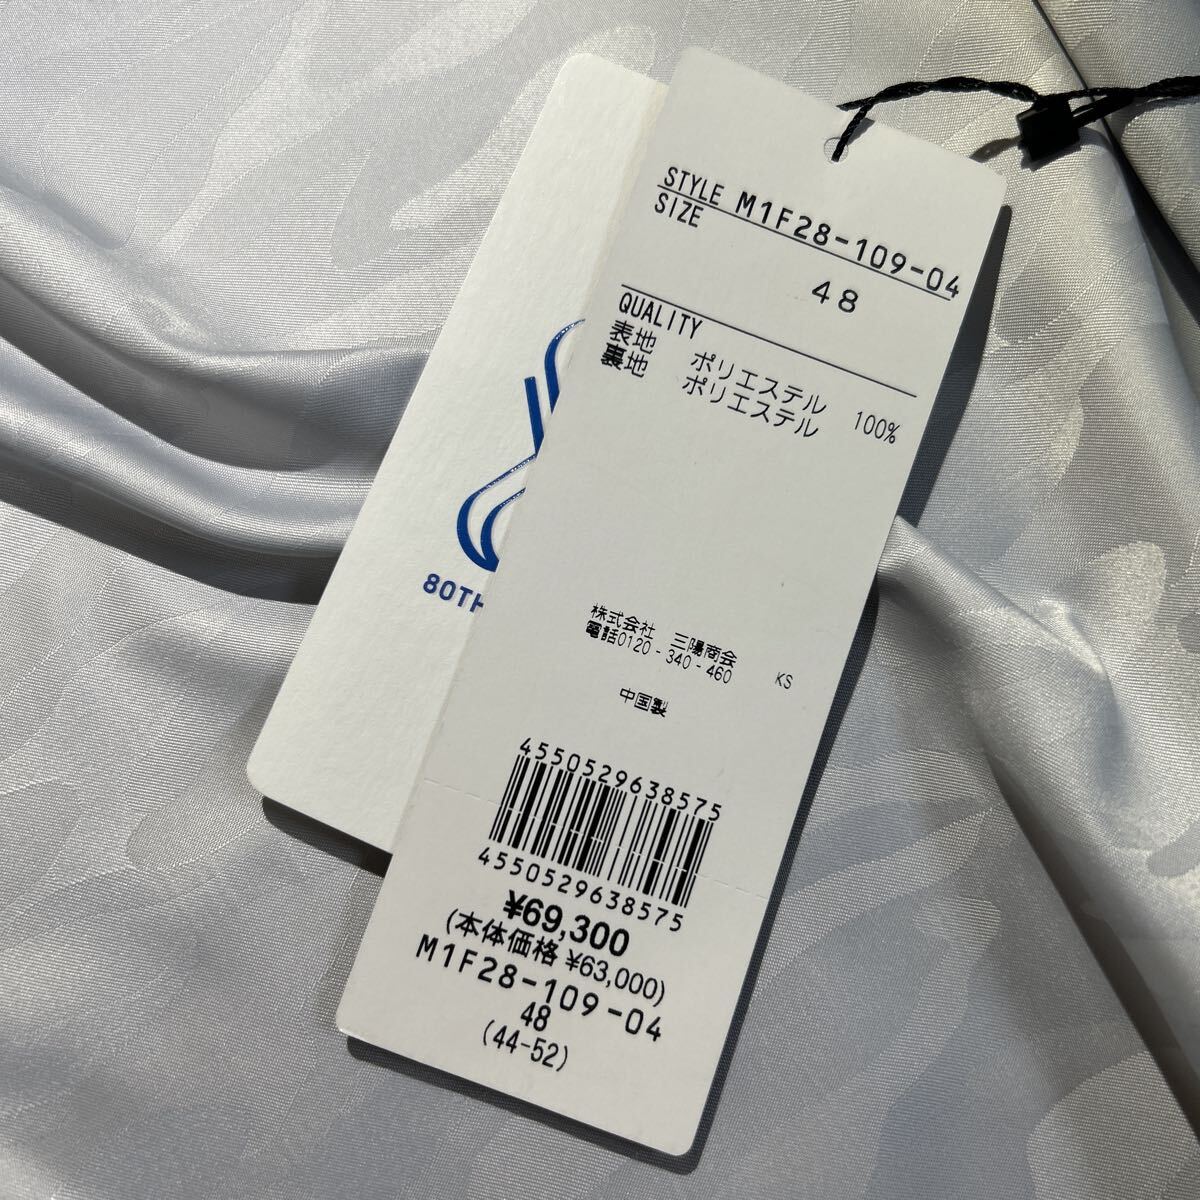 STYLE M1F28-109-04
SIZE
48
QUALITY
表地 ポリエステル 100%
裏地 ポリエステル
80TH
株式会社 三陽商会
電話0120-340-460 KS
中国製
4550529638575
4550529638575
¥69,300
(本体価格 ¥63,000)
M1F28-109-04
48
(44-52)